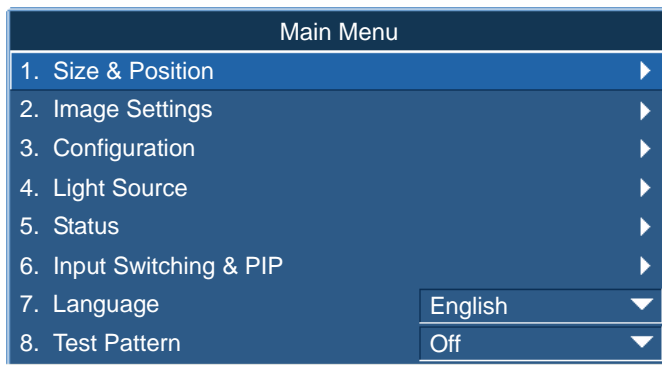 Main Menu
1. Size & Position
2. Image Settings
3. Configuration
4. Light Source
5. Status
6. Input Switching & PIP
7. Language English
8. Test Pattern Off